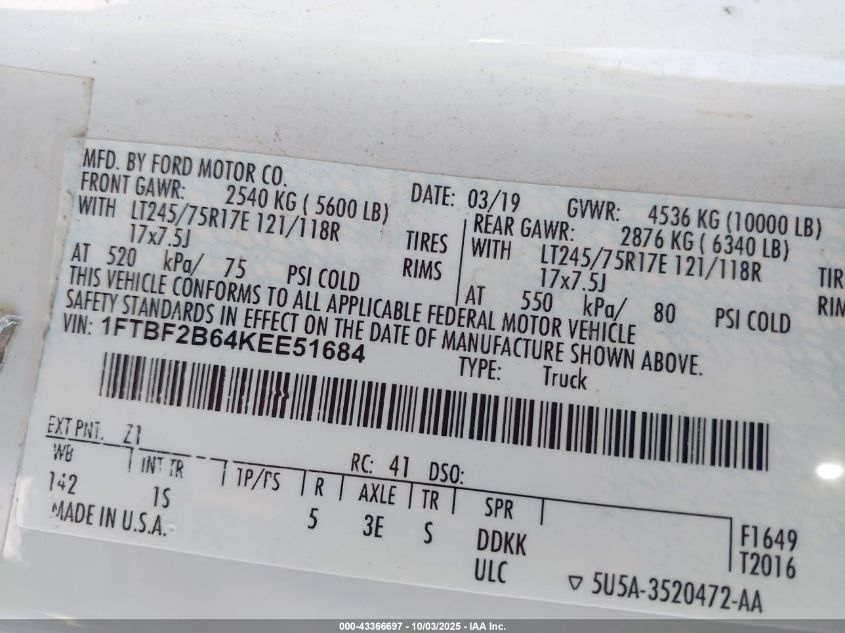 MFD. BY FORD MOTOR CO.
DATE: 03/19 GVWR: 4536 KG (10000 LB)
FRONT GAWR: 2540 KG ( 5600 LB)
REAR GAWR: 2876 KG ( 6340 LB)
WITH LT245/75R17E 121/118R TIRES
WITH LT245/75R17E 121/118R TIR
17x7.5J RIMS
17x7.5J RIM
AT 520 kPa/ 75 PSI COLD
AT 550 kPa/ 80 PSI COLD
THIS VEHICLE CONFORMS TO ALL APPLICABLE FEDERAL MOTOR VEHICLE
SAFETY STANDARDS IN EFFECT ON THE DATE OF MANUFACTURE SHOWN ABOVE.
VIN: 1FTBF2B64KEE51684
TYPE: Truck
EXT PNT: Z1
RC: 41 DSO:
WB INT TR TP/PS R AXLE TR SPR
142 1S 5 3E S DDKK
ULC
F1649
T2016
MADE IN U.S.A.
5U5A-3520472-AA
000-43366697 - 10/03/2025 - IAA Inc.